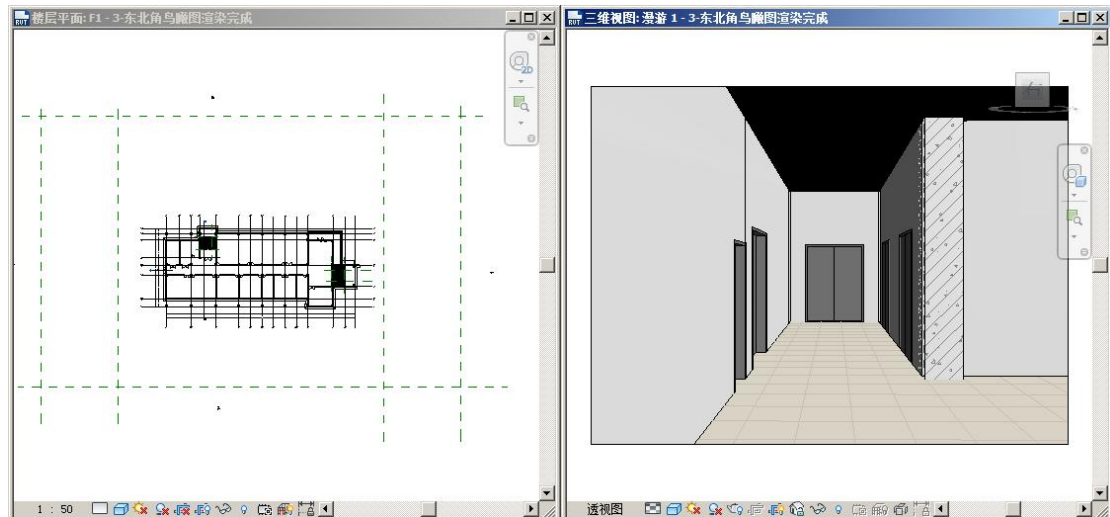 楼层平面: F1 - 3-东北角鸟瞰图渲染完成
2D
1 : 50
三维视图: 漫游 1 - 3-东北角鸟瞰图渲染完成
右
透视图